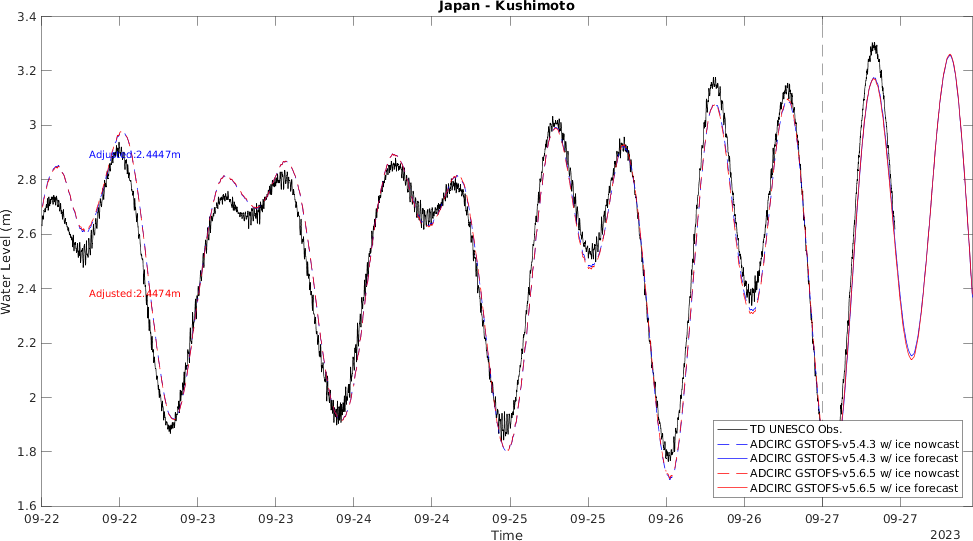 Japan - Kushimoto
3.4
3.2
3
2.8
2.6
2.4
2.2
2
1.8
1.6
Water Level (m)
Adjusted:2.4447m
Adjusted:2.4474m
TD UNESCO Obs.
ADCIRC GSTOFS-v5.4.3 w/ ice nowcast
ADCIRC GSTOFS-v5.4.3 w/ ice forecast
ADCIRC GSTOFS-v5.6.5 w/ ice nowcast
ADCIRC GSTOFS-v5.6.5 w/ ice forecast
09-22 09-22 09-23 09-23 09-24 09-24 09-25 09-25 09-26 09-26 09-27 09-27
Time
2023